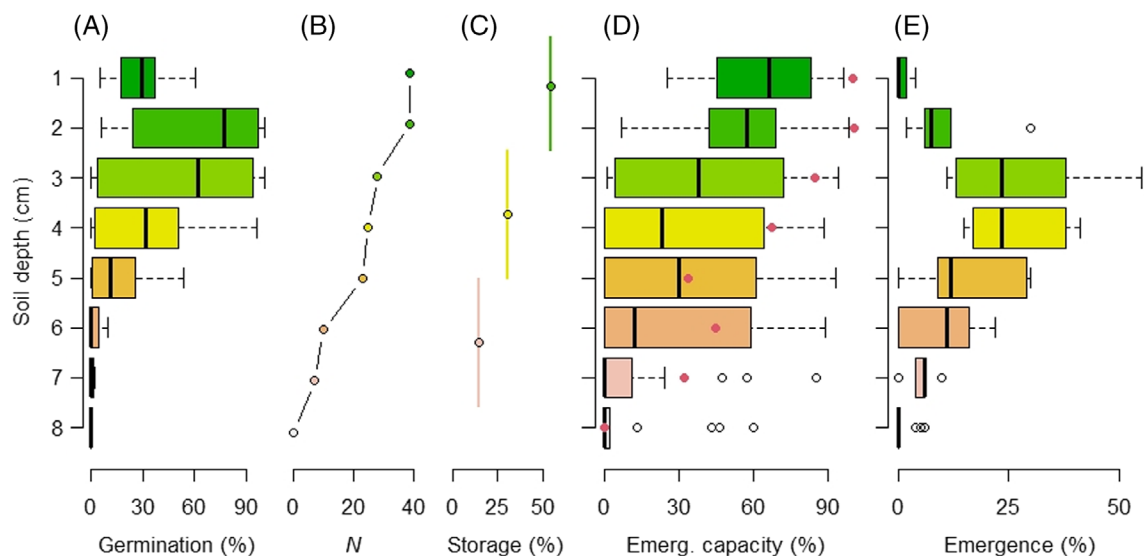 (A) (B) (C) (D) (E)
Soil depth (cm)
1
2
3
4
5
6
7
8
0 30 60 90 0 20 40 0 25 50 0 30 60 90 0 25 50
Germination (%) N Storage (%) Emerg. capacity (%) Emergence (%)